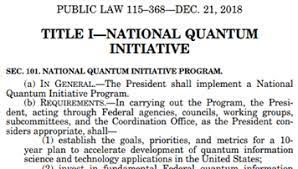 PUBLIC LAW 115–368—DEC. 21, 2018
TITLE I—NATIONAL QUANTUM
INITIATIVE
SEC. 101. NATIONAL QUANTUM INITIATIVE PROGRAM.
(a) IN GENERAL.—The President shall implement a National
Quantum Initiative Program.
(b) REQUIREMENTS.—In carrying out the Program, the Presi-
dent, acting through Federal agencies, councils, working groups,
subcommittees, and the Coordination Office, as the President con-
siders appropriate, shall—
(1) establish the goals, priorities, and metrics for a 10-
year plan to accelerate development of quantum information
science and technology applications in the United States;
(2) invest in fundamental Federal quantum information